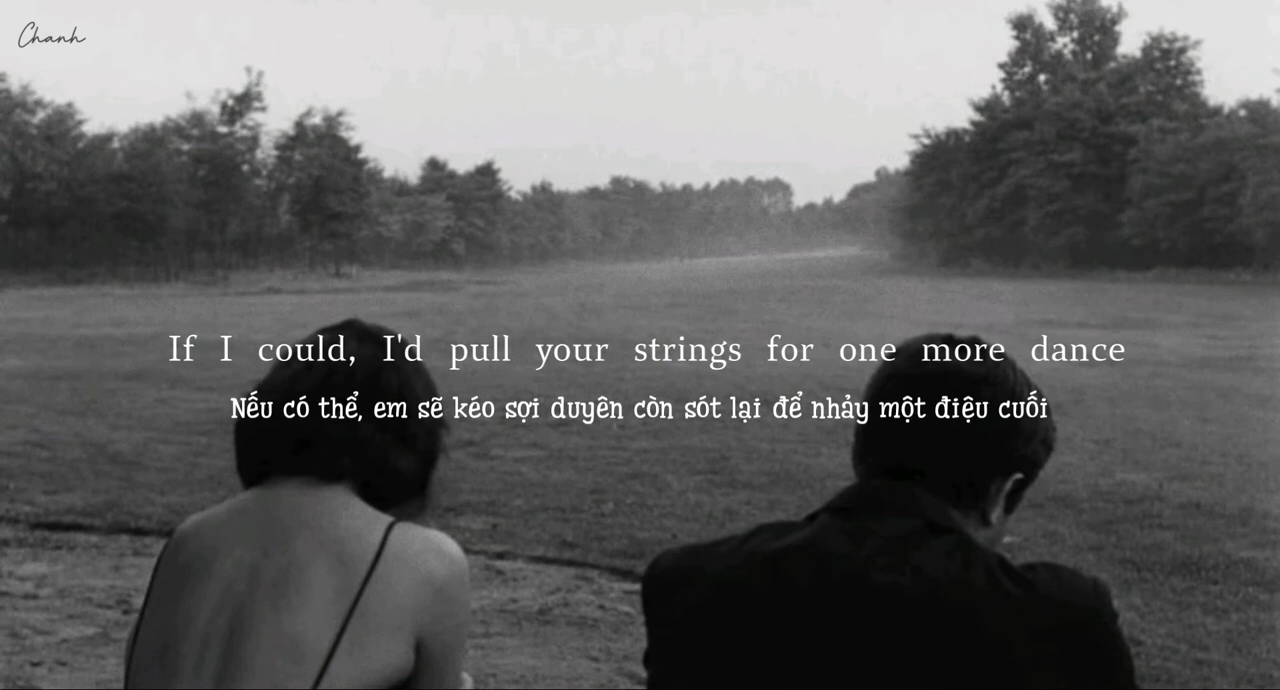 Chanh
If I could, I'd pull your strings for one more dance
Nếu có thể, em sẽ kéo sợi duyên còn sót lại để nhảy một điệu cuối